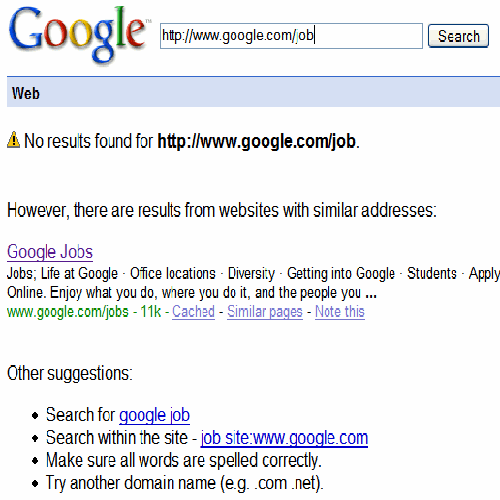 Google™
http://www.google.com/job
Search
Web
No results found for http://www.google.com/job.
However, there are results from websites with similar addresses:
Google Jobs
Jobs; Life at Google · Office locations · Diversity · Getting into Google · Students · Apply
Online. Enjoy what you do, where you do it, and the people you ...
www.google.com/jobs - 11k - Cached - Similar pages - Note this
Other suggestions:
• Search for google job
• Search within the site - job site:www.google.com
• Make sure all words are spelled correctly.
• Try another domain name (e.g. .com .net).